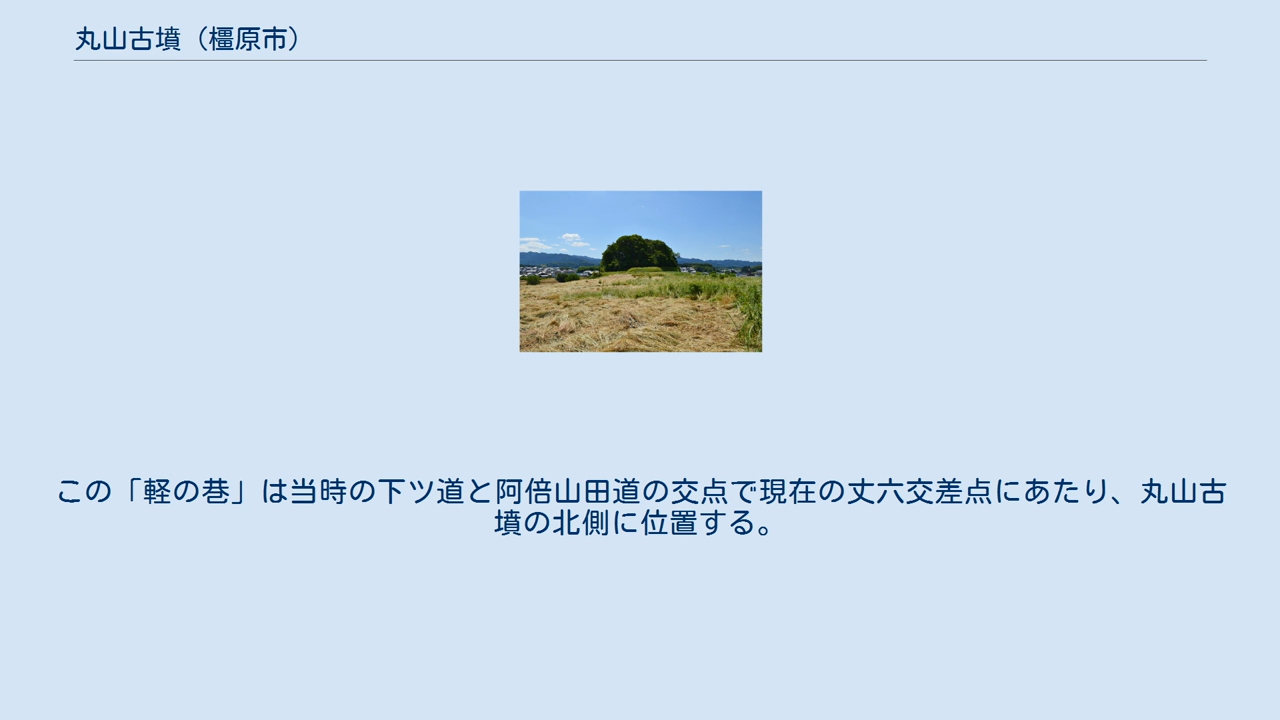 丸山古墳（橿原市）
この「軽の巷」は当時の下ツ道と阿倍山田道の交点で現在の丈六交差点にあたり、丸山古
墳の北側に位置する。